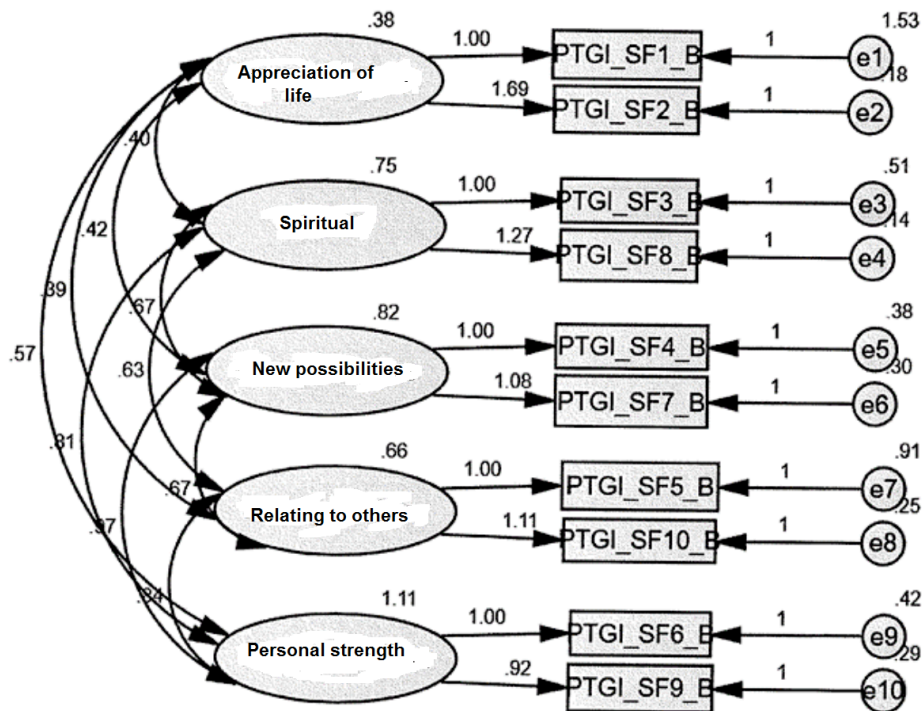 .38
1.53
Appreciation of
life
1.00
PTGI_SF1_B
1
e1
.18
1.69
PTGI_SF2_B
1
e2
.40
.75
.51
Spiritual
1.00
PTGI_SF3_B
1
e3
.14
1.27
PTGI_SF8_B
1
e4
.42
.39
.67
.82
.38
New possibilities
1.00
PTGI_SF4_B
1
e5
.30
.57
.63
1.08
PTGI_SF7_B
1
e6
.81
.66
.91
Relating to others
1.00
PTGI_SF5_B
1
e7
.25
.67
1.11
PTGI_SF10_B
1
e8
1.11
.42
Personal strength
1.00
PTGI_SF6_B
1
e9
.29
.92
PTGI_SF9_B
1
e10